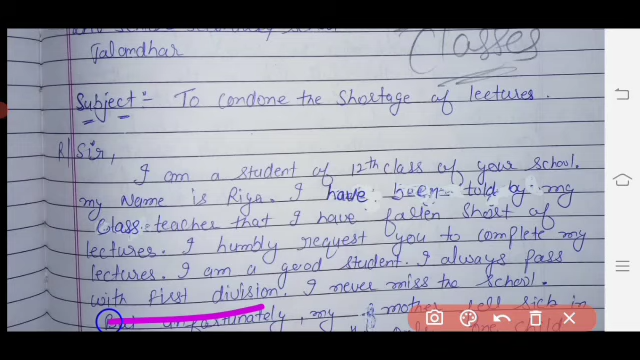 Jalandhar
Classes
Subject:- To condone the shortage of lectures.
R/Sir,
I am a student of 12th class of your school.
my Name is Riya. I have been told by my
class-teacher that I have fallen short of
lectures. I humbly request you to complete my
lectures. I am a good student. I always pass
with first division. I never miss the school.
But unfortunately, my mother fell sick in
one child